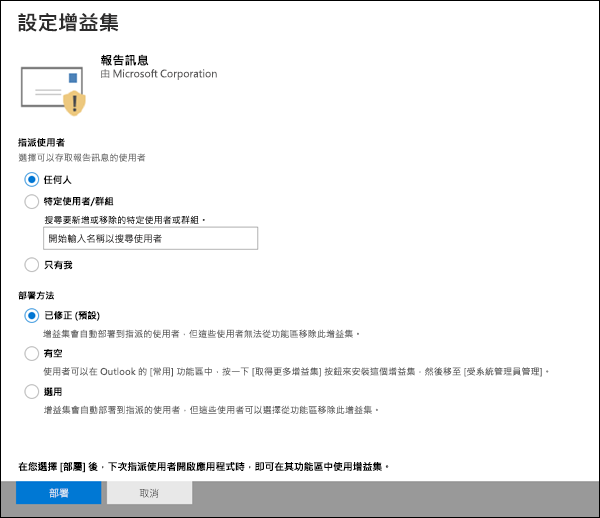 設定增益集
報告訊息
由 Microsoft Corporation
指派使用者
選擇可以存取報告訊息的使用者
任何人
特定使用者/群組
搜尋要新增或移除的特定使用者或群組。
開始輸入名稱以搜尋使用者
只有我
部署方法
已修正 (預設)
增益集會自動部署到指派的使用者，但這些使用者無法從功能區移除此增益集。
有空
使用者可以在 Outlook 的 [常用] 功能區中，按一下 [取得更多增益集] 按鈕來安裝這個增益集，然後移至 [受系統管理員管理]。
選用
增益集會自動部署到指派的使用者，但這些使用者可以選擇從功能區移除此增益集。
在您選擇 [部屬] 後，下次指派使用者開啟應用程式時，即可在其功能區中使用增益集。
部署
取消